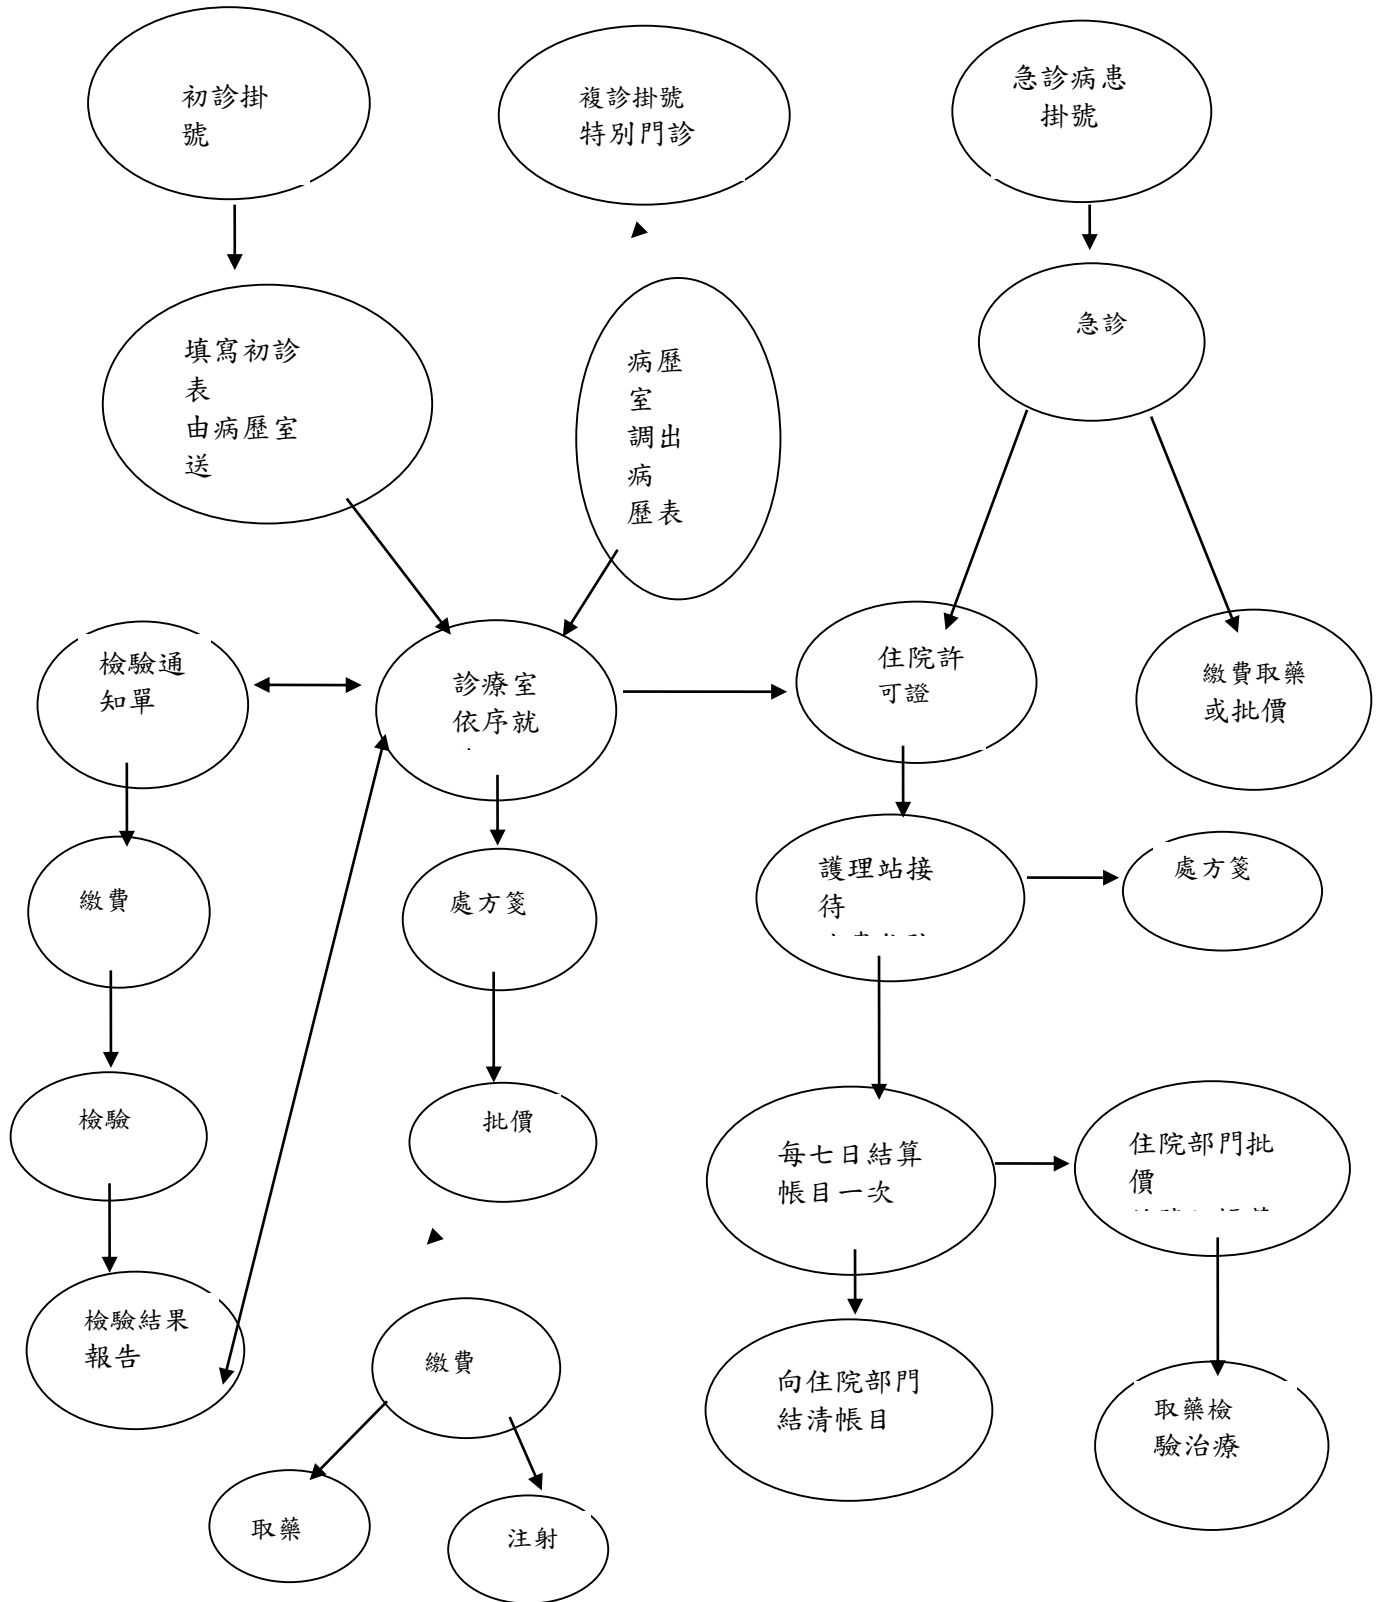 初診掛
號
複診掛號
特別門診
急診病患
掛號
填寫初診
表
由病歷室
送
病歷
室
調出
病
歷表
急診
檢驗通
知單
診療室
依序就
住院許
可證
繳費取藥
或批價
繳費
處方箋
護理站接
待
處方箋
檢驗
批價
每七日結算
帳目一次
住院部門批
價
檢驗結果
報告
繳費
向住院部門
結清帳目
取藥檢
驗治療
取藥
注射